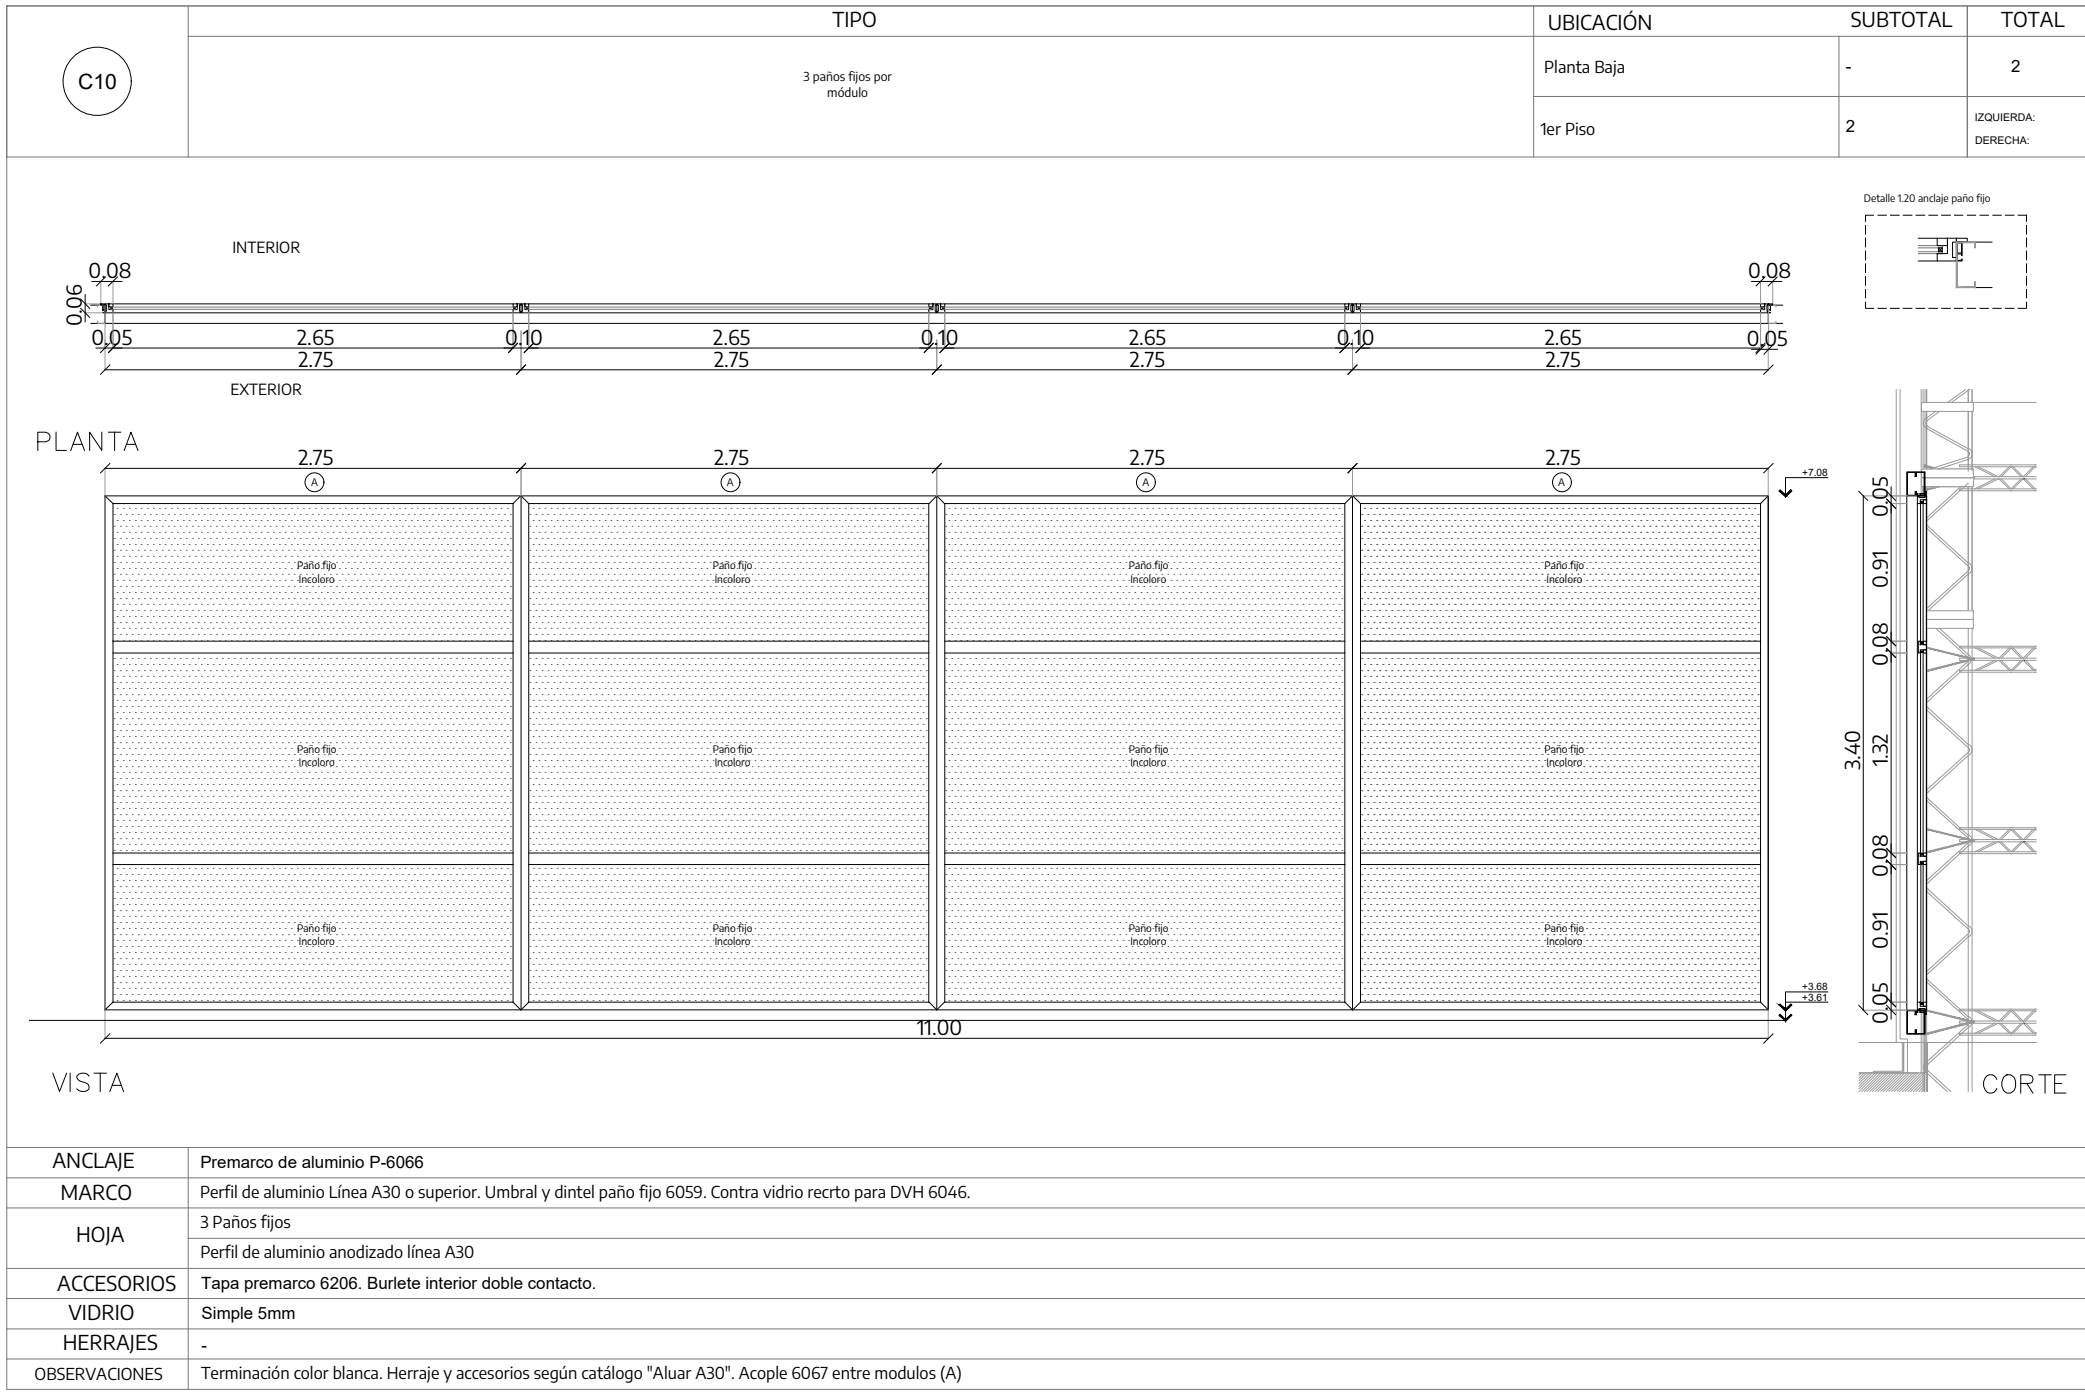 C10
TIPO
3 paños fijos por
módulo
UBICACIÓN
SUBTOTAL
TOTAL
Planta Baja
-
2
1er Piso
2
IZQUIERDA:
DERECHA:
Detalle 1.20 anclaje paño fijo
INTERIOR
0.08
0.08
0.06
0.05
2.65
0.10
2.65
0.10
2.65
0.10
2.65
0.05
2.75
2.75
2.75
2.75
EXTERIOR
PLANTA
2.75
2.75
2.75
2.75
A
A
A
A
+7.08
Paño fijo
Incoloro
Paño fijo
Incoloro
Paño fijo
Incoloro
Paño fijo
Incoloro
Paño fijo
Incoloro
Paño fijo
Incoloro
Paño fijo
Incoloro
Paño fijo
Incoloro
Paño fijo
Incoloro
Paño fijo
Incoloro
Paño fijo
Incoloro
Paño fijo
Incoloro
+3.68
+3.61
11.00
VISTA
0.05
0.91
0.08
1.32
3.40
0.08
0.91
0.05
CORTE
ANCLAJE
Premarco de aluminio P-6066
MARCO
Perfil de aluminio Línea A30 o superior. Umbral y dintel paño fijo 6059. Contra vidrio recrto para DVH 6046.
HOJA
3 Paños fijos
Perfil de aluminio anodizado línea A30
ACCESORIOS
Tapa premarco 6206. Burlete interior doble contacto.
VIDRIO
Simple 5mm
HERRAJES
-
OBSERVACIONES
Terminación color blanca. Herraje y accesorios según catálogo "Aluar A30". Acople 6067 entre modulos (A)